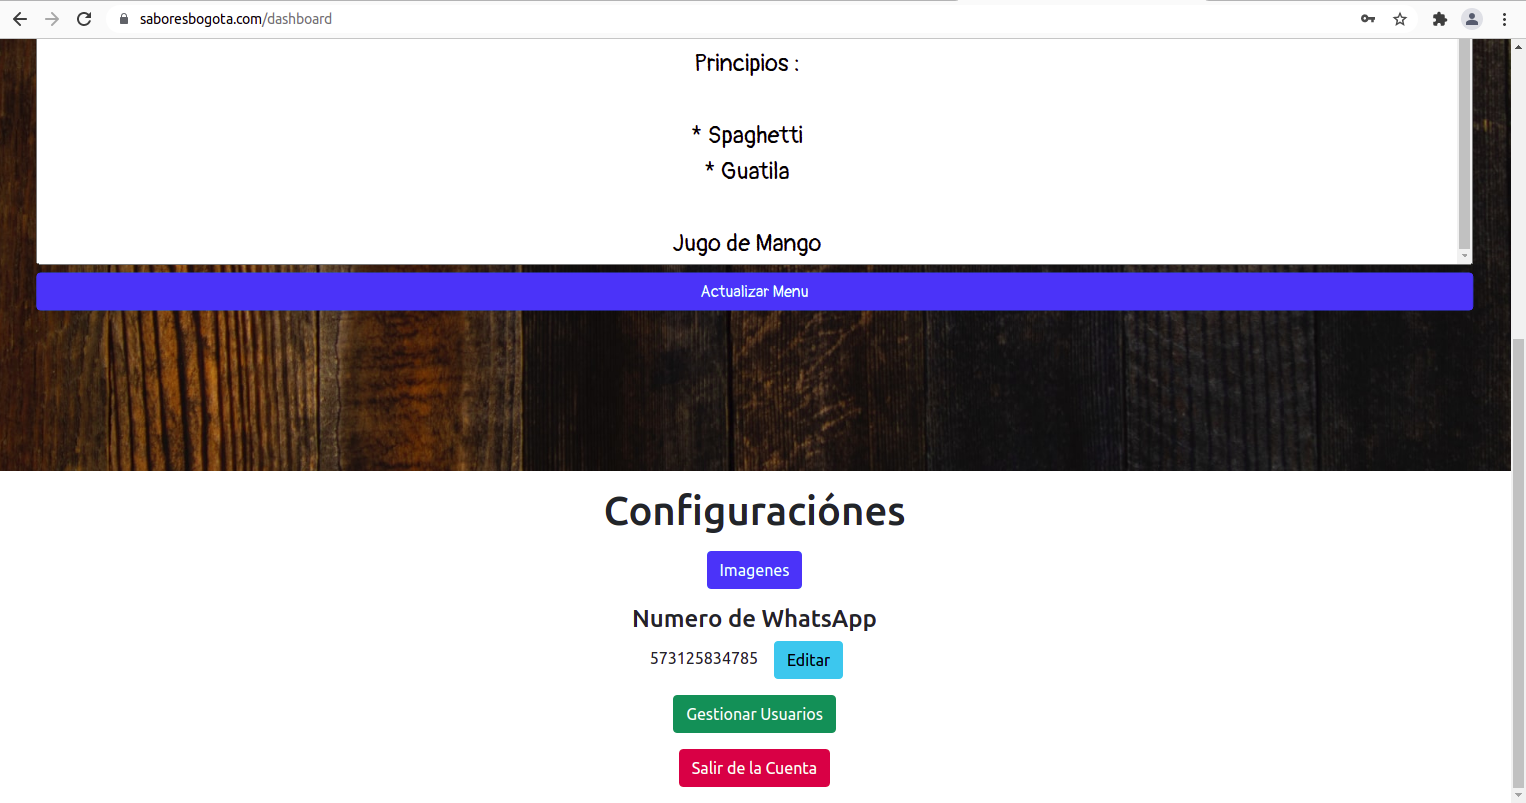 saboresbogota.com/dashboard
Principios :
* Spaghetti
* Guatila
Jugo de Mango
Actualizar Menu
Configuraciónes
Imagenes
Numero de WhatsApp
573125834785 Editar
Gestionar Usuarios
Salir de la Cuenta